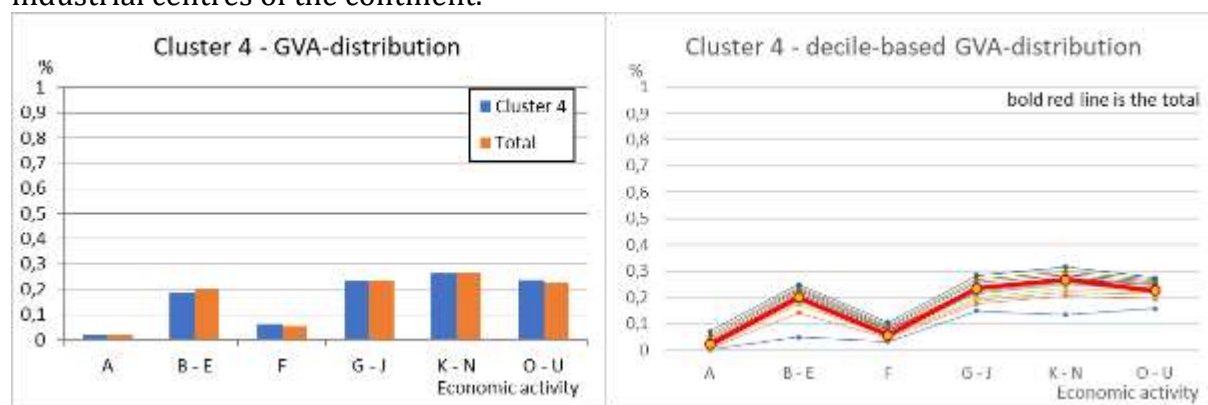 industrial centres of the continent.
Cluster 4 - GVA-distribution
%
1
0,9
0,8
0,7
0,6
0,5
0,4
0,3
0,2
0,1
0
A B - E F G - J K - N O - U
Economic activity
Cluster 4
Total
Cluster 4 - decile-based GVA-distribution
%
bold red line is the total
1
0,9
0,8
0,7
0,6
0,5
0,4
0,3
0,2
0,1
0
A B - E F G - J K - N O - U
Economic activity